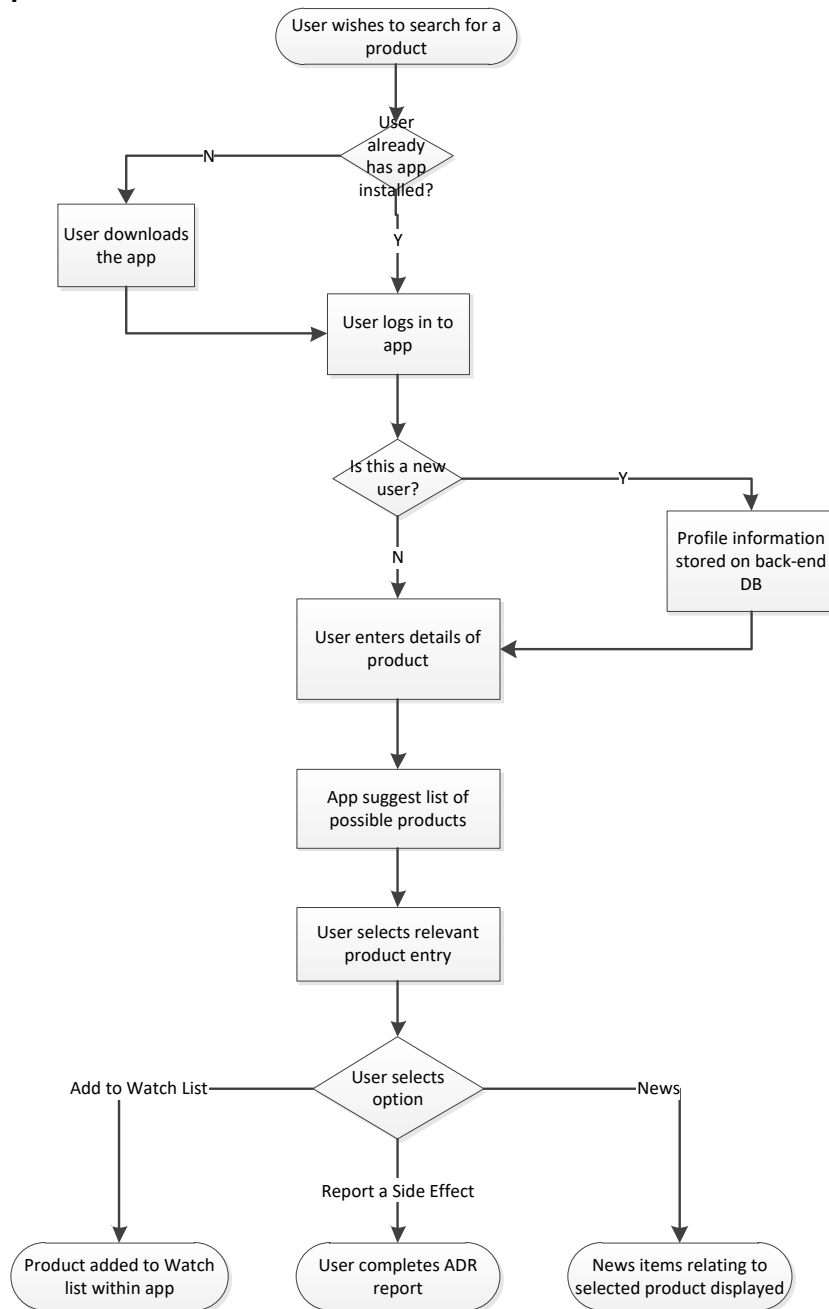 User wishes to search for a
product
User
already
has app
installed?
N
User downloads
the app
Y
User logs in to
app
Is this a new
user?
Y
N
Profile information
stored on back-end
DB
User enters details of
product
App suggest list of
possible products
User selects relevant
product entry
User selects
option
Add to Watch List
News
Report a Side Effect
Product added to Watch
list within app
User completes ADR
report
News items relating to
selected product displayed